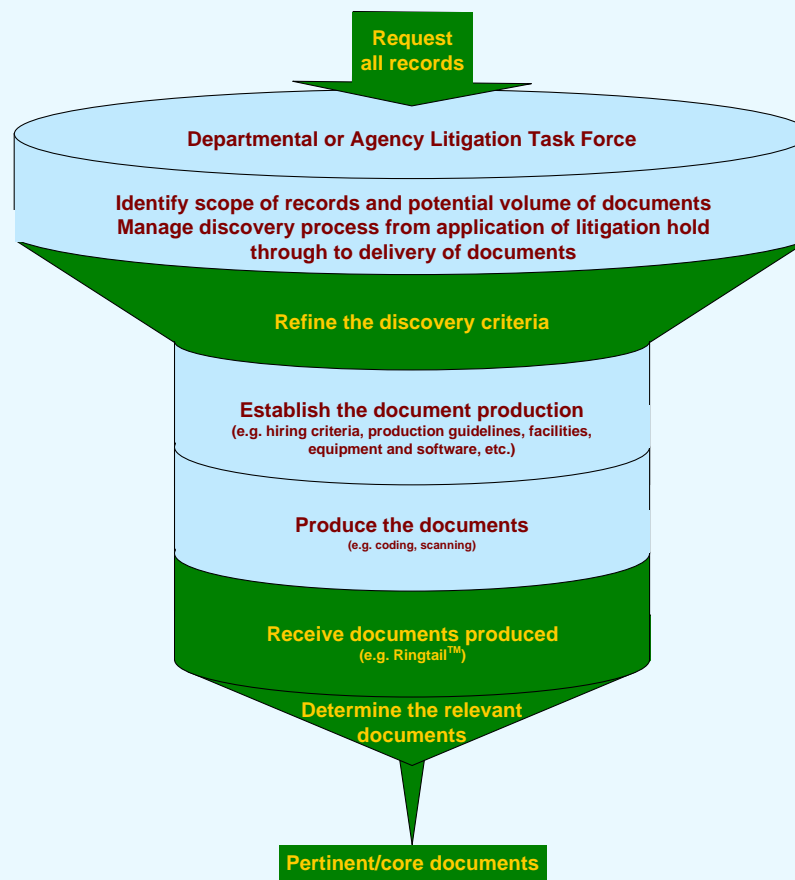 Request
all records
Departmental or Agency Litigation Task Force
Identify scope of records and potential volume of documents
Manage discovery process from application of litigation hold
through to delivery of documents
Refine the discovery criteria
Establish the document production
(e.g. hiring criteria, production guidelines, facilities,
equipment and software, etc.)
Produce the documents
(e.g. coding, scanning)
Receive documents produced
(e.g. Ringtail™)
Determine the relevant
documents
Pertinent/core documents